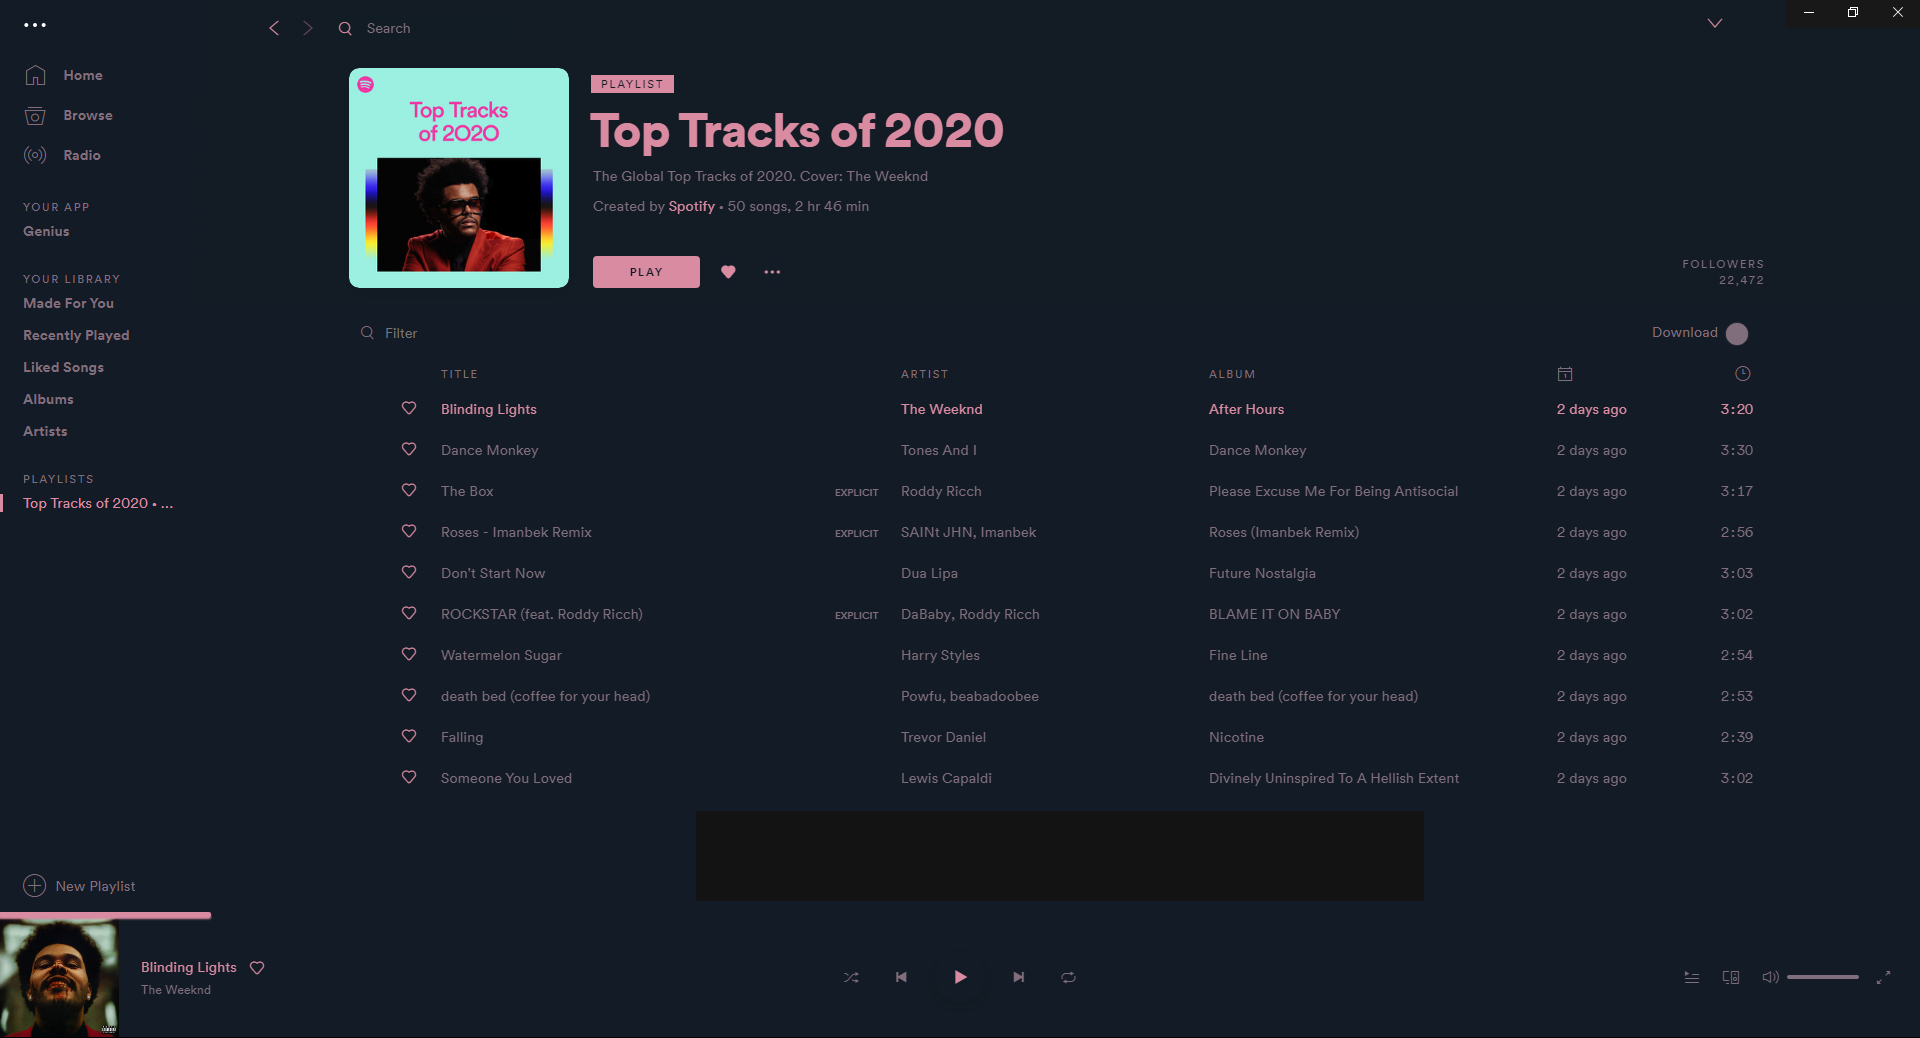 Search
Home
Browse
Radio
YOUR APP
Genius
YOUR LIBRARY
Made For You
Recently Played
Liked Songs
Albums
Artists
PLAYLISTS
Top Tracks of 2020 • ...
New Playlist
Top Tracks
of 2020
PLAYLIST
Top Tracks of 2020
The Global Top Tracks of 2020. Cover: The Weeknd
Created by Spotify • 50 songs, 2 hr 46 min
PLAY
FOLLOWERS
22,472
Filter
Download
TITLE ARTIST ALBUM
Blinding Lights The Weeknd After Hours 2 days ago 3:20
Dance Monkey Tones And I Dance Monkey 2 days ago 3:30
The Box EXPLICIT Roddy Ricch Please Excuse Me For Being Antisocial 2 days ago 3:17
Roses - Imanbek Remix EXPLICIT SAINt JHN, Imanbek Roses (Imanbek Remix) 2 days ago 2:56
Don't Start Now Dua Lipa Future Nostalgia 2 days ago 3:03
ROCKSTAR (feat. Roddy Ricch) EXPLICIT DaBaby, Roddy Ricch BLAME IT ON BABY 2 days ago 3:02
Watermelon Sugar Harry Styles Fine Line 2 days ago 2:54
death bed (coffee for your head) Powfu, beabadoobee death bed (coffee for your head) 2 days ago 2:53
Falling Trevor Daniel Nicotine 2 days ago 2:39
Someone You Loved Lewis Capaldi Divinely Uninspired To A Hellish Extent 2 days ago 3:02
Blinding Lights
The Weeknd